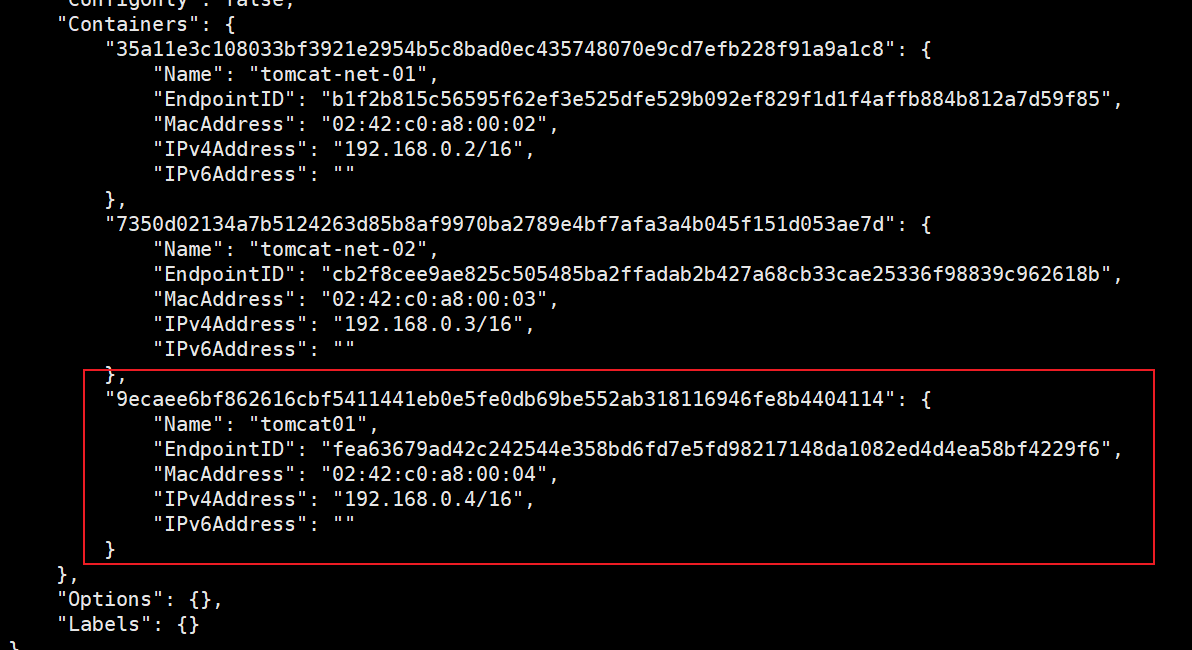 "ConfigOnly": false,
"Containers": {
"35a11e3c108033bf3921e2954b5c8bad0ec435748070e9cd7efb228f91a9a1c8": {
"Name": "tomcat-net-01",
"EndpointID": "b1f2b815c56595f62ef3e525dfe529b092ef829f1d1f4affb884b812a7d59f85",
"MacAddress": "02:42:c0:a8:00:02",
"IPv4Address": "192.168.0.2/16",
"IPv6Address": ""
},
"7350d02134a7b5124263d85b8af9970ba2789e4bf7afa3a4b045f151d053ae7d": {
"Name": "tomcat-net-02",
"EndpointID": "cb2f8cee9ae825c505485ba2ffadab2b427a68cb33cae25336f98839c962618b",
"MacAddress": "02:42:c0:a8:00:03",
"IPv4Address": "192.168.0.3/16",
"IPv6Address": ""
},
"9ecaee6bf862616cbf5411441eb0e5fe0db69be552ab318116946fe8b4404114": {
"Name": "tomcat01",
"EndpointID": "fea63679ad42c242544e358bd6fd7e5fd98217148da1082ed4d4ea58bf4229f6",
"MacAddress": "02:42:c0:a8:00:04",
"IPv4Address": "192.168.0.4/16",
"IPv6Address": ""
}
},
"Options": {},
"Labels": {}
}